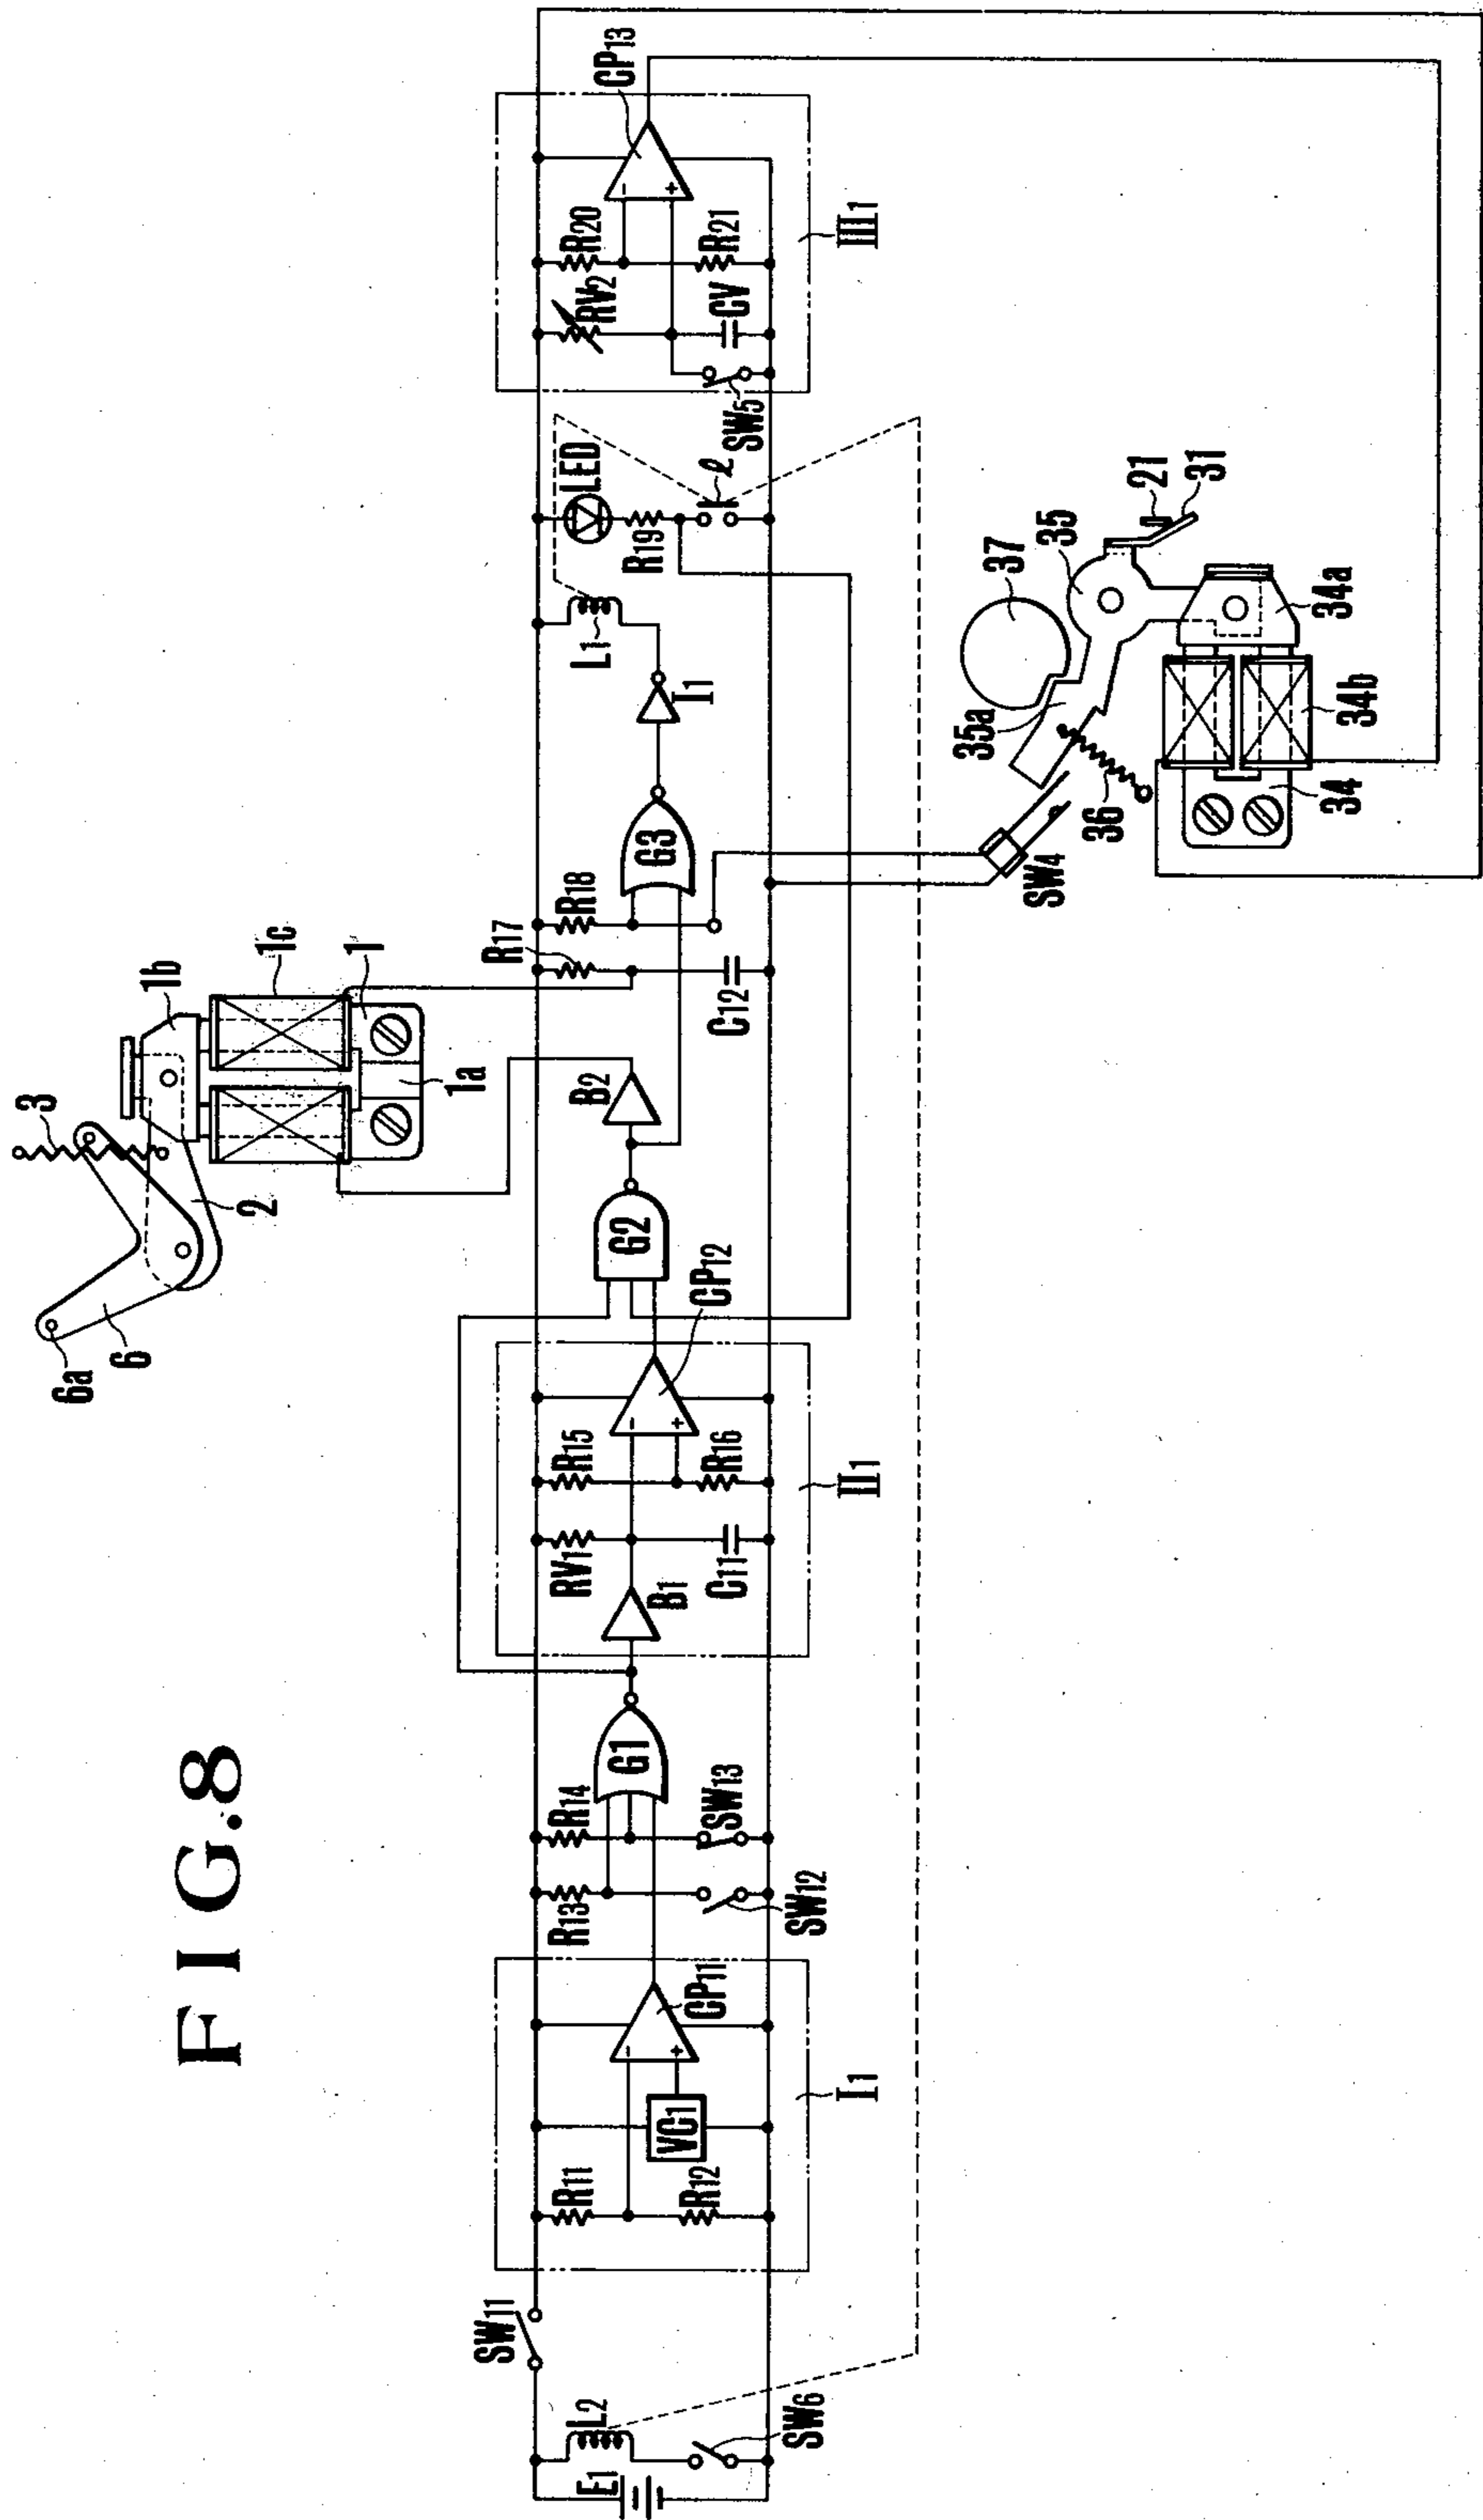 FIG.8
E1
L2
SW6
SW11
R11
R12
VC1
CP11
I1
R13
R14
SW12
SW13
G1
B1
RV1
C11
R15
R16
CP12
II1
G2
B2
R17
C12
R18
G3
I1
L1
LED
R19
ℓ
SW5
RV2
CV
R20
R21
CP13
III1
6a
6
2
3
1b
1c
1
1a
SW4
36
35a
37
35
21
31
34a
34b
34